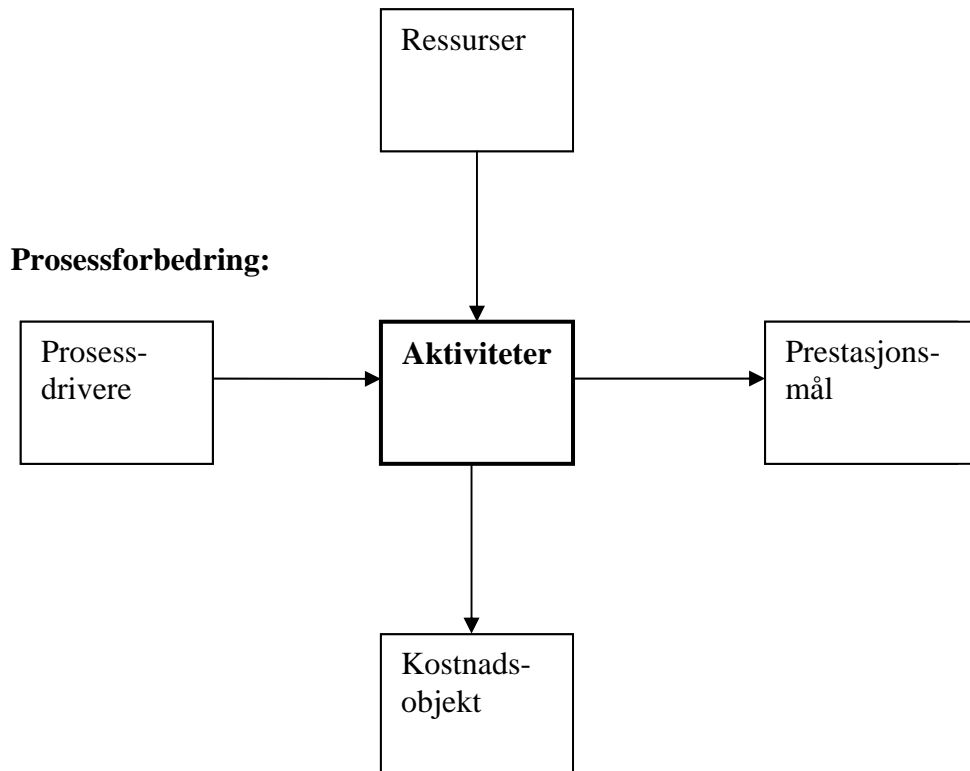 Ressurser
Prosessforbedring:
Prosess-
drivere
Aktiviteter
Prestasjons-
mål
Kostnads-
objekt